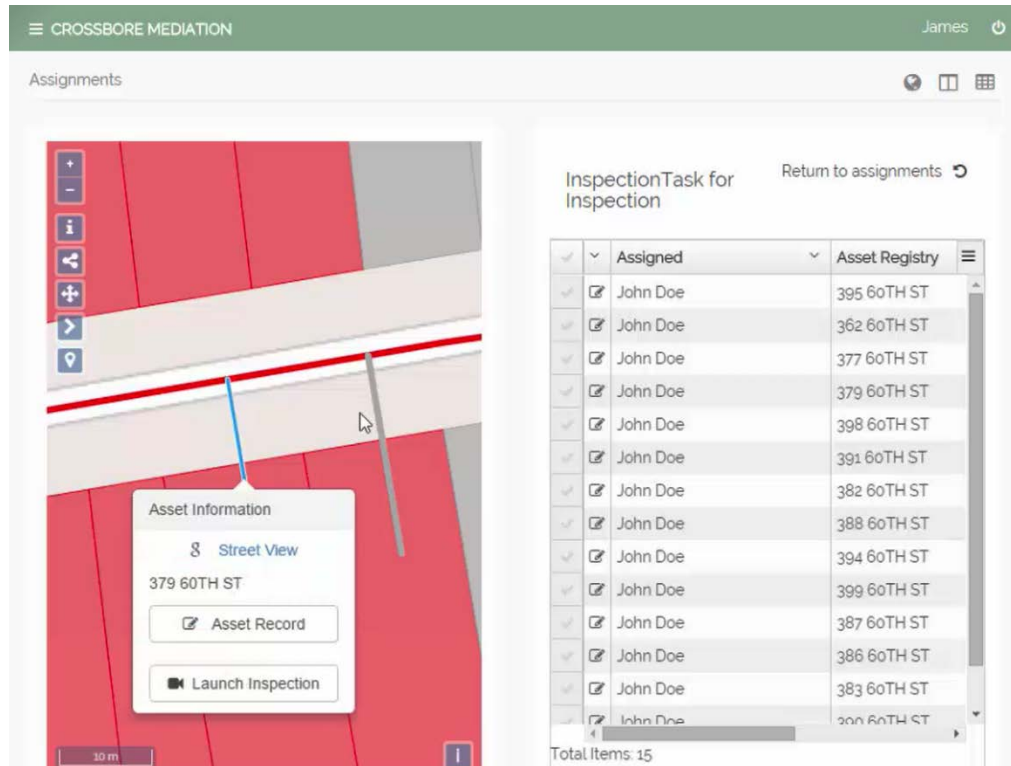 CROSSBORE MEDIATION
James
Assignments
InspectionTask for
Inspection
Return to assignments
Assigned
Asset Registry
John Doe 395 60TH ST
John Doe 362 60TH ST
John Doe 377 60TH ST
John Doe 379 60TH ST
John Doe 398 60TH ST
John Doe 391 60TH ST
John Doe 382 60TH ST
John Doe 388 60TH ST
John Doe 394 60TH ST
John Doe 399 60TH ST
John Doe 387 60TH ST
John Doe 386 60TH ST
John Doe 383 60TH ST
John Doe 390 60TH ST
Total Items: 15
Asset Information
Street View
379 60TH ST
Asset Record
Launch Inspection
10 m